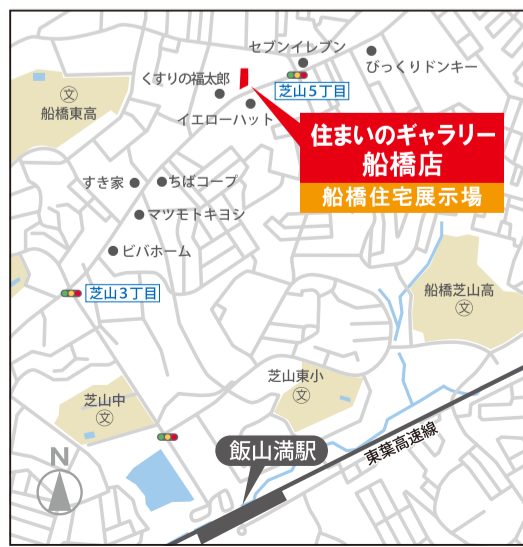 セブンイレブン
びっくりドンキー
くすりの福太郎
芝山5丁目
文
船橋東高
イエローハット
住まいのギャラリー
船橋店
船橋住宅展示場
すき家
ちばコープ
マツモトキヨシ
ビバホーム
芝山3丁目
船橋芝山高
文
芝山東小
文
芝山中
文
飯山満駅
東葉高速線
N